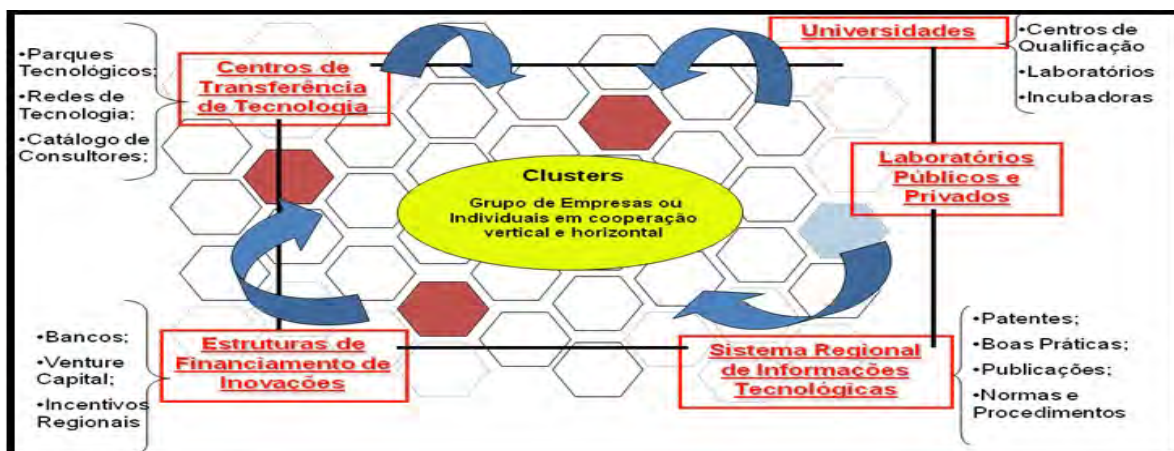 •Parques
Tecnológicos;
•Redes de
Tecnologia;
•Catálogo de
Consultores;
Centros de
Transferência
de Tecnologia
Universidades
•Centros de
Qualificação
•Laboratórios
•Incubadoras
Laboratórios
Públicos e
Privados
Clusters
Grupo de Empresas ou
Individuais em cooperação
vertical e horizontal
•Bancos;
•Venture
Capital;
•Incentivos
Regionais
Estruturas de
Financiamento de
Inovações
Sistema Regional
de Informações
Tecnológicas
•Patentes;
•Boas Práticas;
•Publicações;
•Normas e
Procedimentos